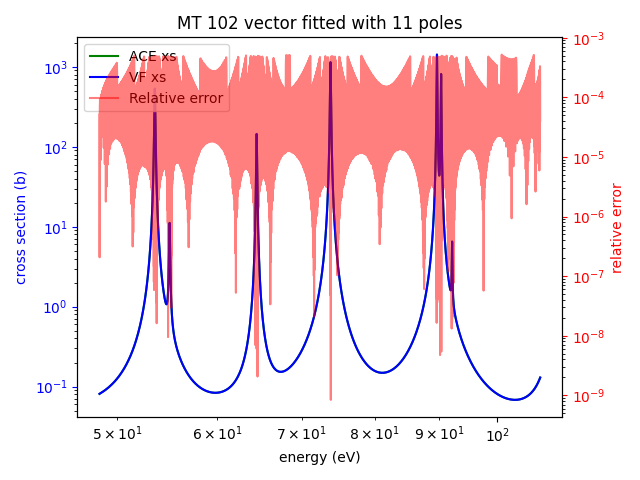 MT 102 vector fitted with 11 poles
ACE xs
VF xs
Relative error
cross section (b)
10³
10²
10¹
10⁰
10⁻¹
10⁻³
10⁻⁴
10⁻⁵
10⁻⁶
10⁻⁷
10⁻⁸
10⁻⁹
relative error
5 × 10¹ 6 × 10¹ 7 × 10¹ 8 × 10¹ 9 × 10¹ 10²
energy (eV)